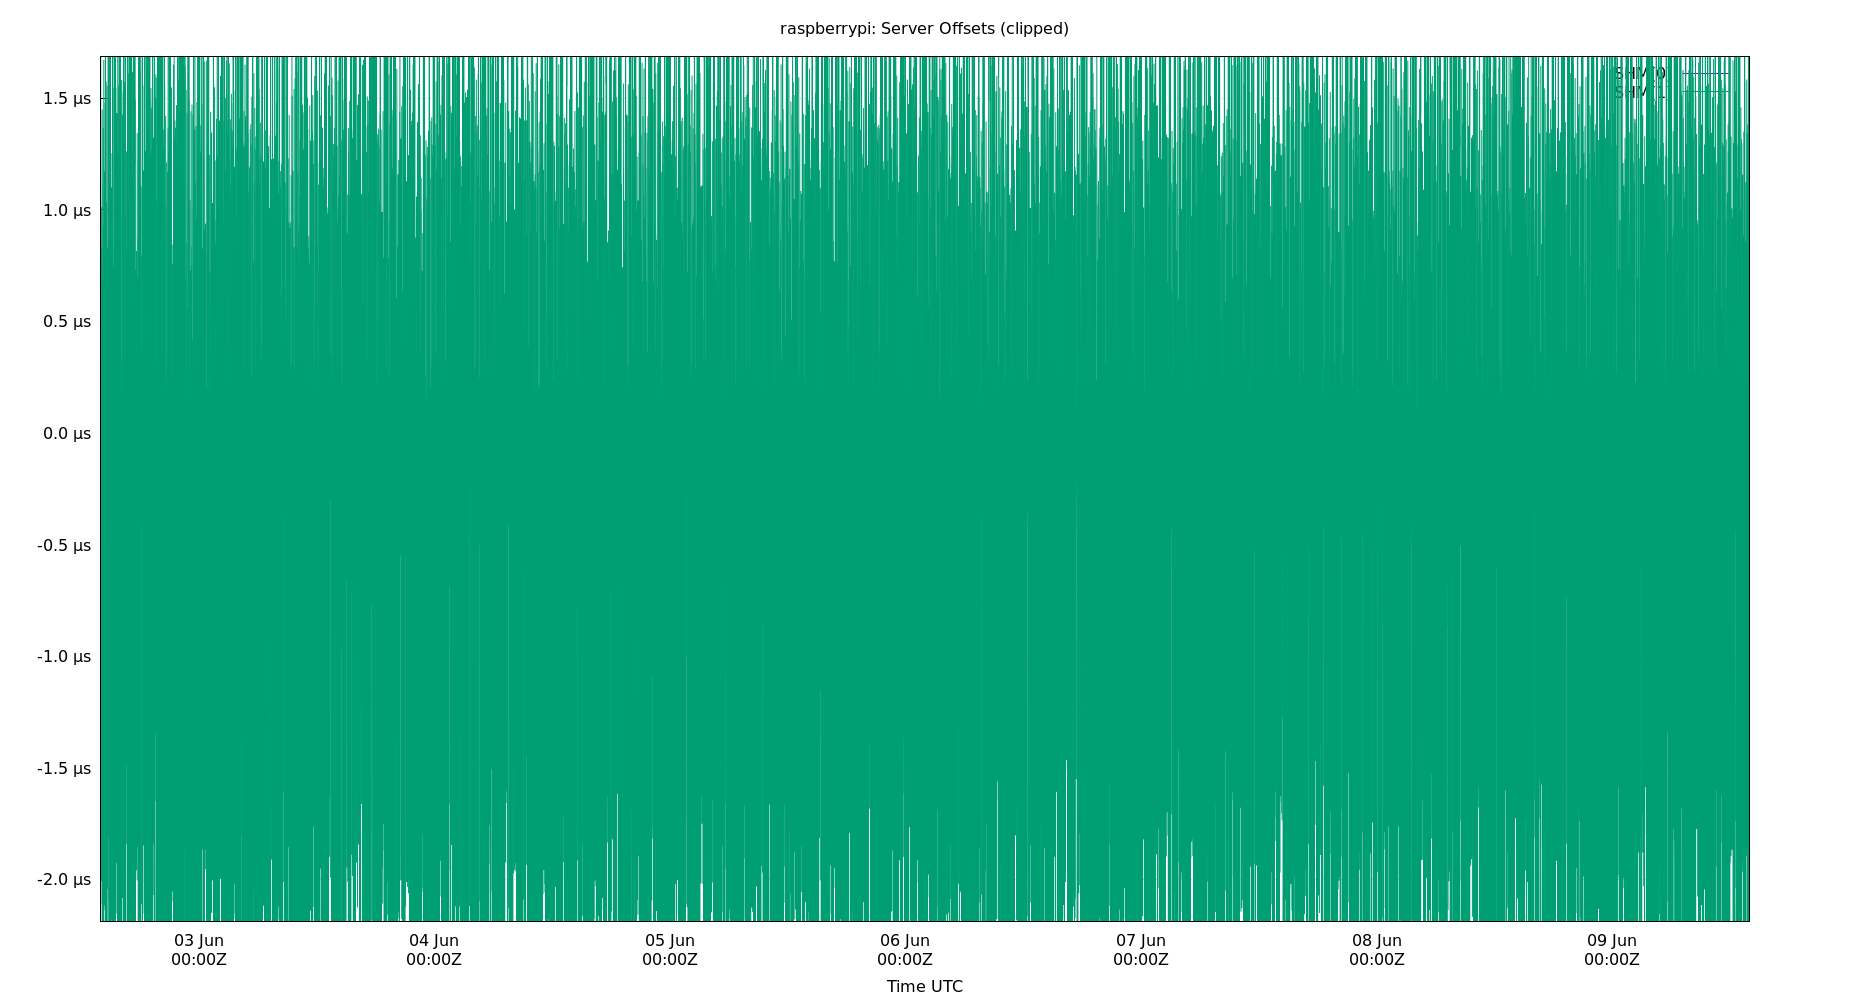 raspberrypi: Server Offsets (clipped)
1.5 µs
1.0 µs
0.5 µs
0.0 µs
-0.5 µs
-1.0 µs
-1.5 µs
-2.0 µs
03 Jun 04 Jun 05 Jun 06 Jun 07 Jun 08 Jun 09 Jun
00:00Z 00:00Z 00:00Z 00:00Z 00:00Z 00:00Z 00:00Z
Time UTC